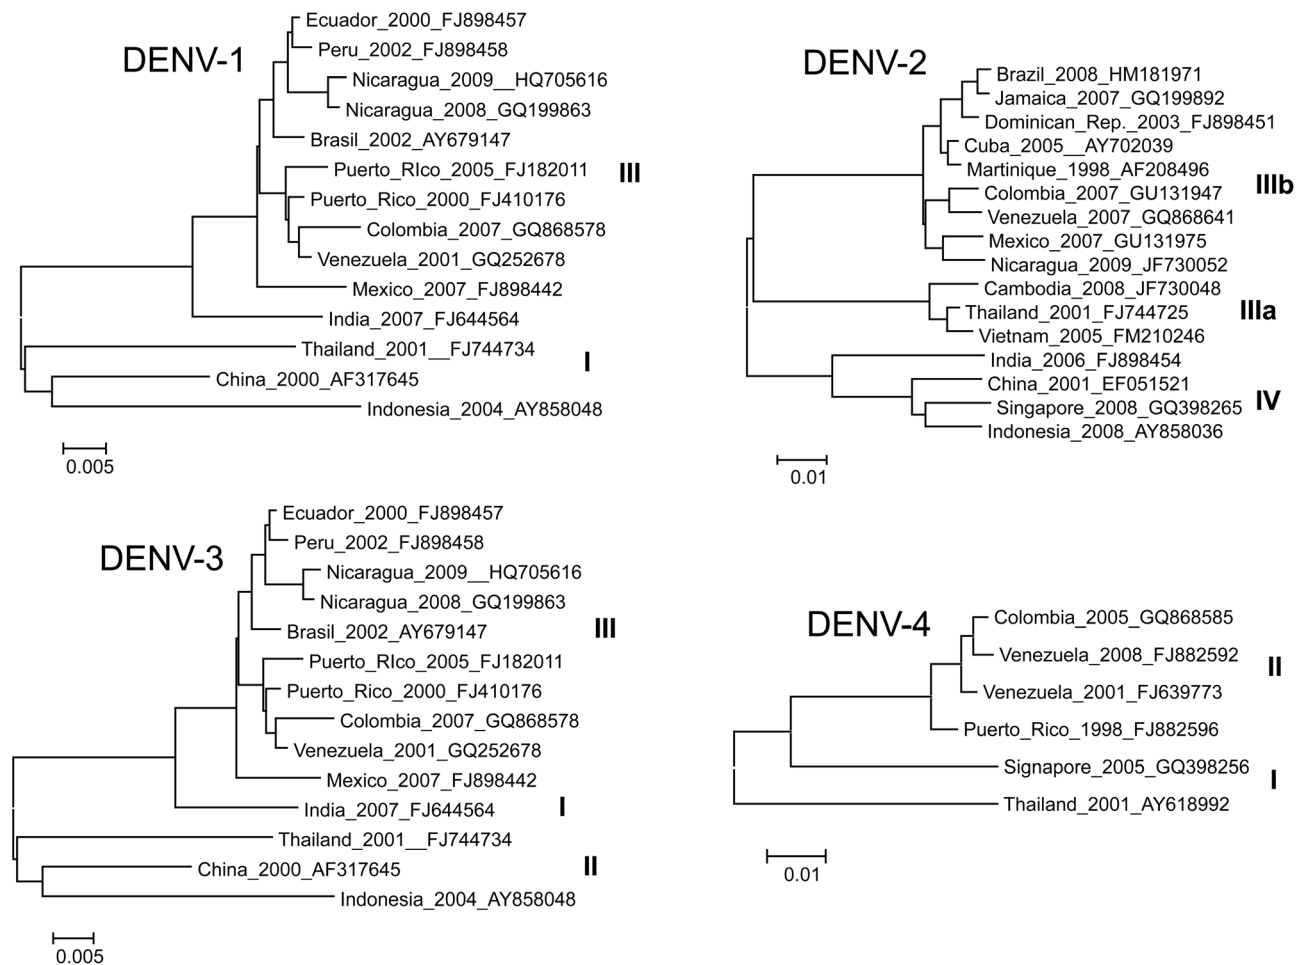 DENV-1
Ecuador_2000_FJ898457
Peru_2002_FJ898458
Nicaragua_2009__HQ705616
Nicaragua_2008_GQ199863
Brasil_2002_AY679147
Puerto_RIco_2005_FJ182011
Puerto_Rico_2000_FJ410176
Colombia_2007_GQ868578
Venezuela_2001_GQ252678
Mexico_2007_FJ898442
India_2007_FJ644564
Thailand_2001__FJ744734
China_2000_AF317645
Indonesia_2004_AY858048
III
I
0.005
DENV-2
Brazil_2008_HM181971
Jamaica_2007_GQ199892
Dominican_Rep._2003_FJ898451
Cuba_2005__AY702039
Martinique_1998_AF208496
Colombia_2007_GU131947
Venezuela_2007_GQ868641
Mexico_2007_GU131975
Nicaragua_2009_JF730052
Cambodia_2008_JF730048
Thailand_2001_FJ744725
Vietnam_2005_FM210246
India_2006_FJ898454
China_2001_EF051521
Singapore_2008_GQ398265
Indonesia_2008_AY858036
IIIb
IIIa
IV
0.01
DENV-3
Ecuador_2000_FJ898457
Peru_2002_FJ898458
Nicaragua_2009__HQ705616
Nicaragua_2008_GQ199863
Brasil_2002_AY679147
Puerto_RIco_2005_FJ182011
Puerto_Rico_2000_FJ410176
Colombia_2007_GQ868578
Venezuela_2001_GQ252678
Mexico_2007_FJ898442
India_2007_FJ644564
Thailand_2001__FJ744734
China_2000_AF317645
Indonesia_2004_AY858048
III
I
II
0.005
DENV-4
Colombia_2005_GQ868585
Venezuela_2008_FJ882592
Venezuela_2001_FJ639773
Puerto_Rico_1998_FJ882596
Signapore_2005_GQ398256
Thailand_2001_AY618992
II
I
0.01